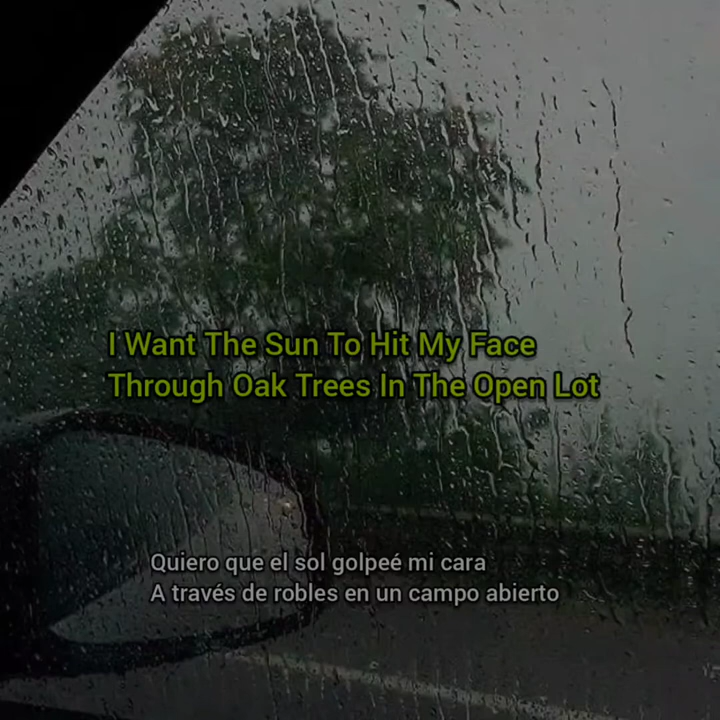 I Want The Sun To Hit My Face
Through Oak Trees In The Open Lot
Quiero que el sol golpeé mi cara
A través de robles en un campo abierto